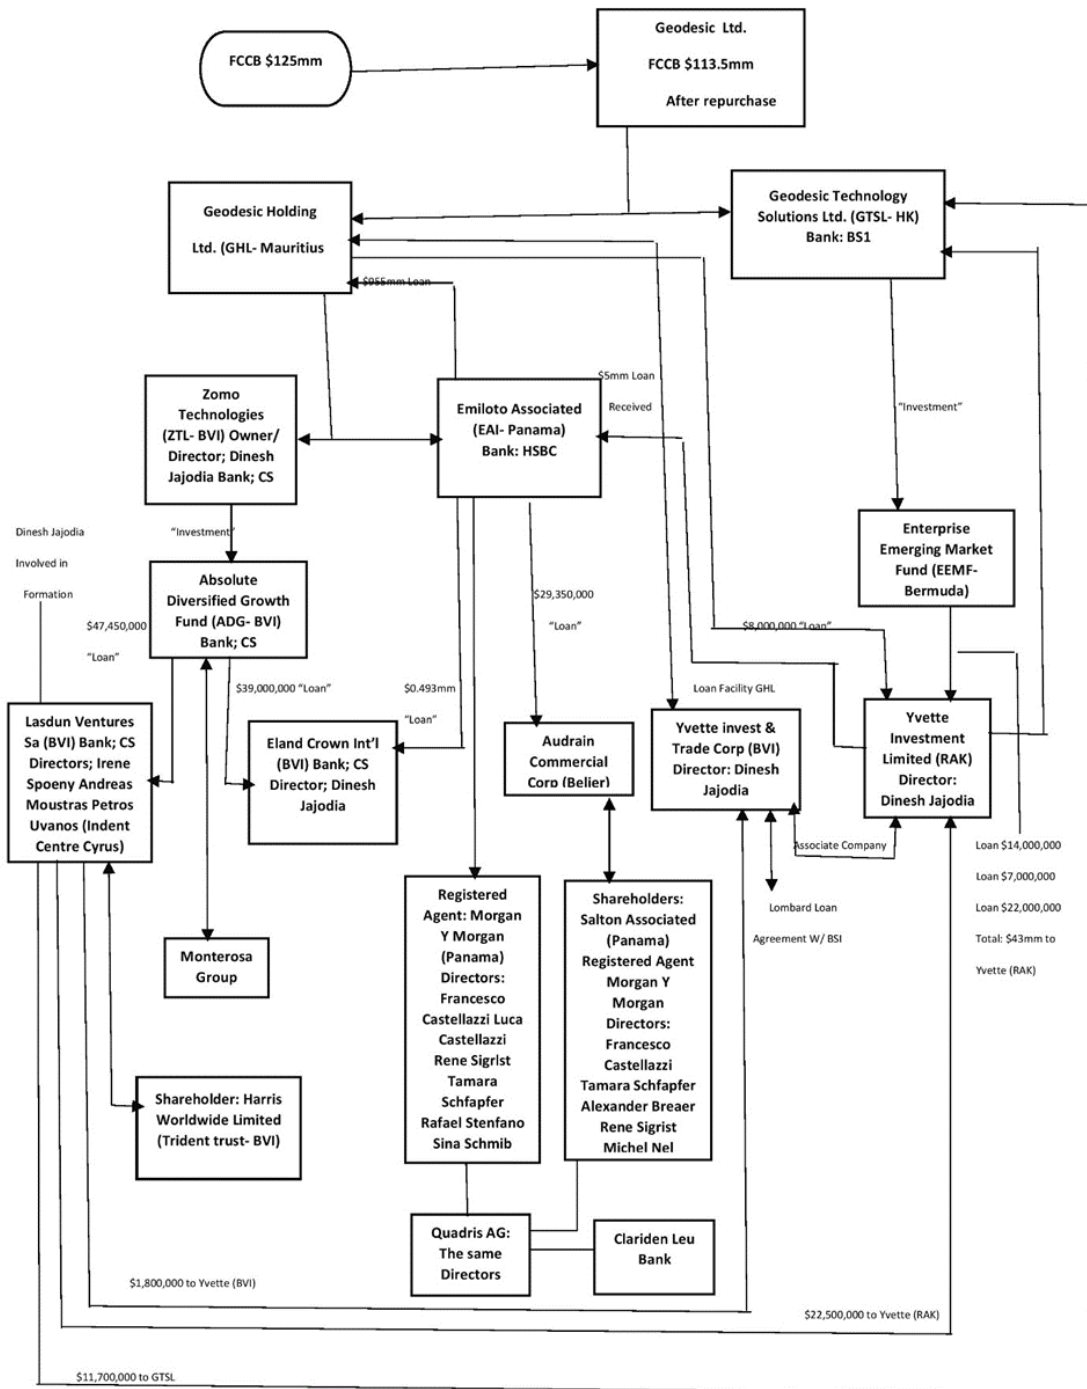 FCCB $125mm
Geodesic Ltd.
FCCB $113.5mm
After repurchase
Geodesic Holding
Ltd. (GHL- Mauritius
Geodesic Technology
Solutions Ltd. (GTSL- HK)
Bank: BS1
$955mm Loan
Zomo
Technologies
(ZTL- BVI) Owner/
Director; Dinesh
Jajodia Bank; CS
Emiloto Associated
(EAI- Panama)
Bank: HSBC
$5mm Loan
Received
“Investment”
Dinesh Jajodia
Involved in
Formation
“Investment”
Absolute
Diversified Growth
Fund (ADG- BVI)
Bank; CS
Enterprise
Emerging Market
Fund (EEMF-
Bermuda)
$47,450,000
“Loan”
$29,350,000
“Loan”
$8,000,000 “Loan”
$39,000,000 “Loan”
$0.493mm
“Loan”
Loan Facility GHL
Lasdun Ventures
Sa (BVI) Bank; CS
Directors; Irene
Spoeny Andreas
Moustras Petros
Uvanos (Indent
Centre Cyrus)
Eland Crown Int’l
(BVI) Bank; CS
Director; Dinesh
Jajodia
Audrain
Commercial
Corp (Belier)
Yvette invest &
Trade Corp (BVI)
Director: Dinesh
Jajodia
Yvette
Investment
Limited (RAK)
Director:
Dinesh Jajodia
Associate Company
Loan $14,000,000
Loan $7,000,000
Loan $22,000,000
Total: $43mm to
Yvette (RAK)
Lombard Loan
Agreement W/ BSI
Monterosa
Group
Registered
Agent: Morgan
Y Morgan
(Panama)
Directors:
Francesco
Castellazzi Luca
Castellazzi
Rene Sigrlst
Tamara
Schfapfer
Rafael Stenfano
Sina Schmib
Shareholders:
Salton Associated
(Panama)
Registered Agent
Morgan Y
Morgan
Directors:
Francesco
Castellazzi
Tamara Schfapfer
Alexander Breaer
Rene Sigrist
Michel Nel
Shareholder: Harris
Worldwide Limited
(Trident trust- BVI)
Quadris AG:
The same
Directors
Clariden Leu
Bank
$1,800,000 to Yvette (BVI)
$22,500,000 to Yvette (RAK)
$11,700,000 to GTSL